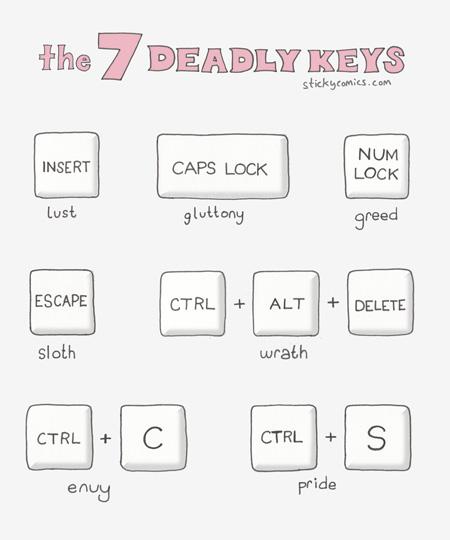 the 7 DEADLY KEYS
stickycomics.com
INSERT
lust
CAPS LOCK
gluttony
NUM
LOCK
greed
ESCAPE
sloth
CTRL + ALT + DELETE
wrath
CTRL + C
envy
CTRL + S
pride